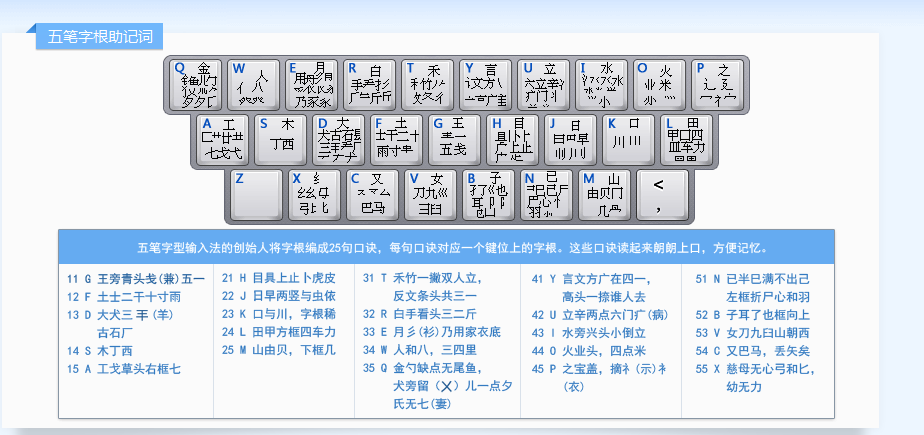 五笔字根助记词
Q 金
W 人
E 月
R 白
T 禾
Y 言
U 立
I 水
O 火
P 之
A 工
S 木
丁西
D 大
F 土
G 王
五戋
H 目
J 日
K 口
L 田
Z
X 纟
C 又
巴马
V 女
B 子
N 已
M 山
由贝
<
,
五笔字型输入法的创始人将字根编成25句口诀，每句口诀对应一个键位上的字根。这些口诀读起来朗朗上口，方便记忆。
11 G 王旁青头戋(兼)五一
12 F 土士二干十寸雨
13 D 大犬三 (羊)
古石厂
14 S 木丁西
15 A 工戈草头右框七
21 H 目具上止卜虎皮
22 J 日早两竖与虫依
23 K 口与川，字根稀
24 L 田甲方框四车力
25 M 山由贝，下框几
31 T 禾竹一撇双人立，
反文条头共三一
32 R 白手看头三二斤
33 E 月彡(衫)乃用家衣底
34 W 人和八，三四里
35 Q 金勺缺点无尾鱼，
犬旁留（乂）儿一点夕
氏无七(妻)
41 Y 言文方广在四一，
高头一捺谁人去
42 U 立辛两点六门疒(病)
43 I 水旁兴头小倒立
44 O 火业头，四点米
45 P 之宝盖，摘礻(示)衤
(衣)
51 N 已半巳满不出己
左框折尸心和羽
52 B 子耳了也框向上
53 V 女刀九臼山朝西
54 C 又巴马，丢矢矣
55 X 慈母无心弓和匕，
幼无力